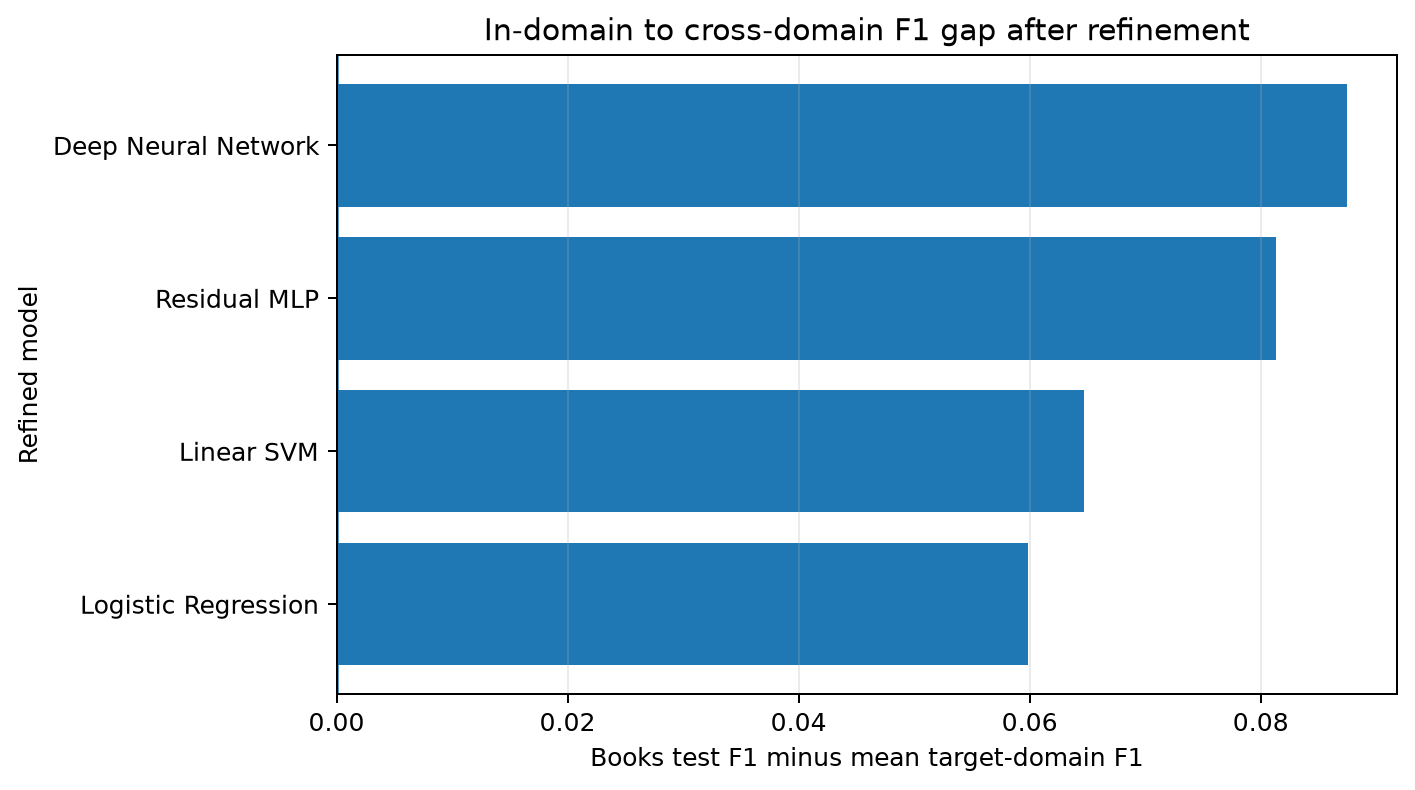 In-domain to cross-domain F1 gap after refinement
Refined model
Deep Neural Network
Residual MLP
Linear SVM
Logistic Regression
0.00 0.02 0.04 0.06 0.08
Books test F1 minus mean target-domain F1